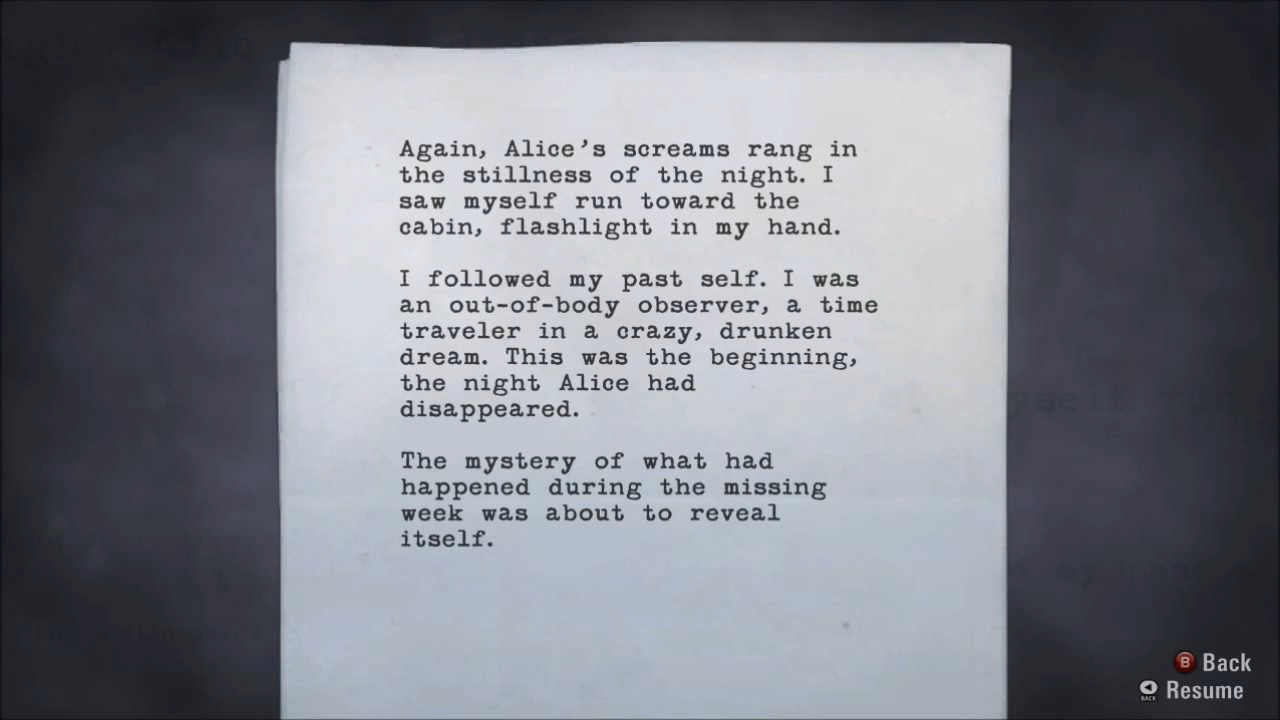 Again, Alice's screams rang in
the stillness of the night. I
saw myself run toward the
cabin, flashlight in my hand.
I followed my past self. I was
an out-of-body observer, a time
traveler in a crazy, drunken
dream. This was the beginning,
the night Alice had
disappeared.
The mystery of what had
happened during the missing
week was about to reveal
itself.
B Back
BACK Resume